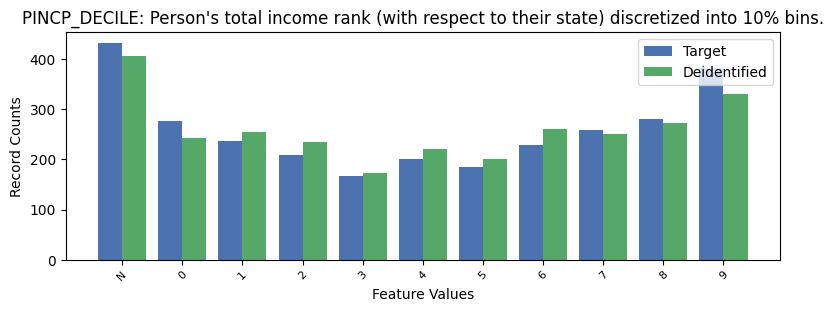 PINCP_DECILE: Person's total income rank (with respect to their state) discretized into 10% bins.
Target
Deidentified
Record Counts
400
300
200
100
0
N 0 1 2 3 4 5 6 7 8 9
Feature Values